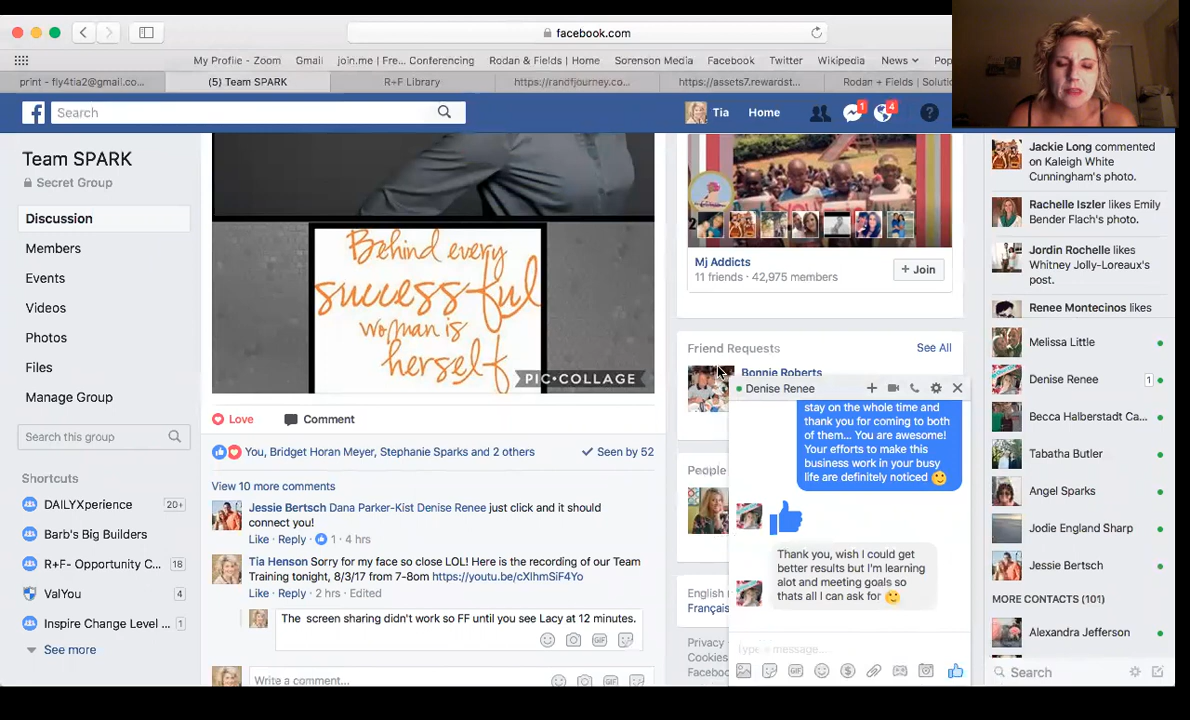 facebook.com
My Profile - Zoom Gmail join.me | Fre... Conferencing Rodan & Fields | Home Sorenson Media Facebook Twitter Wikipedia News Pop
print - fly4tia2@gmail.co... (5) Team SPARK R+F Library https://randfjourney.co... https://assets7.rewardst... Rodan + Fields | Soluti
f Search Tia Home 1 4 ?
Team SPARK
Secret Group
Discussion
Members
Events
Videos
Photos
Files
Manage Group
Search this group
Shortcuts
DAILYXperience 20+
Barb's Big Builders
R+F- Opportunity C... 18
ValYou 4
Inspire Change Level ... 1
See more
Behind every
successful
woman is
herself
PIC•COLLAGE
Love Comment
You, Bridget Horan Meyer, Stephanie Sparks and 2 others Seen by 52
View 10 more comments
Jessie Bertsch Dana Parker-Kist Denise Renee just click and it should
connect you!
Like · Reply · 1 · 4 hrs
Tia Henson Sorry for my face so close LOL! Here is the recording of our Team
Training tonight, 8/3/17 from 7-8om https://youtu.be/cXIhmSiF4Yo
Like · Reply · 2 hrs · Edited
The screen sharing didn't work so FF until you see Lacy at 12 minutes.
Write a comment...
Mj Addicts
11 friends · 42,975 members
+ Join
Friend Requests See All
Bonnie Roberts
People
English
Français
Privacy
Cookies
Facebo
Denise Renee
stay on the whole time and
thank you for coming to both
of them... You are awesome!
Your efforts to make this
business work in your busy
life are definitely noticed
Thank you, wish I could get
better results but I'm learning
alot and meeting goals so
thats all I can ask for
Type a message...
Jackie Long commented
on Kaleigh White
Cunningham's photo.
Rachelle Iszler likes Emily
Bender Flach's photo.
Jordin Rochelle likes
Whitney Jolly-Loreaux's
post.
Renee Montecinos likes
Melissa Little
Denise Renee 1
Becca Halberstadt Ca...
Tabatha Butler
Angel Sparks
Jodie England Sharp
Jessie Bertsch
MORE CONTACTS (101)
Alexandra Jefferson
Search